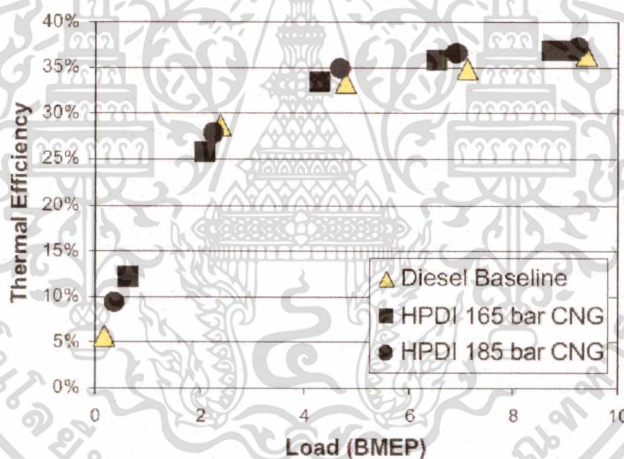 40%
35%
30%
25%
20%
15%
10%
5%
0%
Thermal Efficiency
Diesel Baseline
HPDI 165 bar CNG
HPDI 185 bar CNG
0 2 4 6 8 10
Load (BMEP)